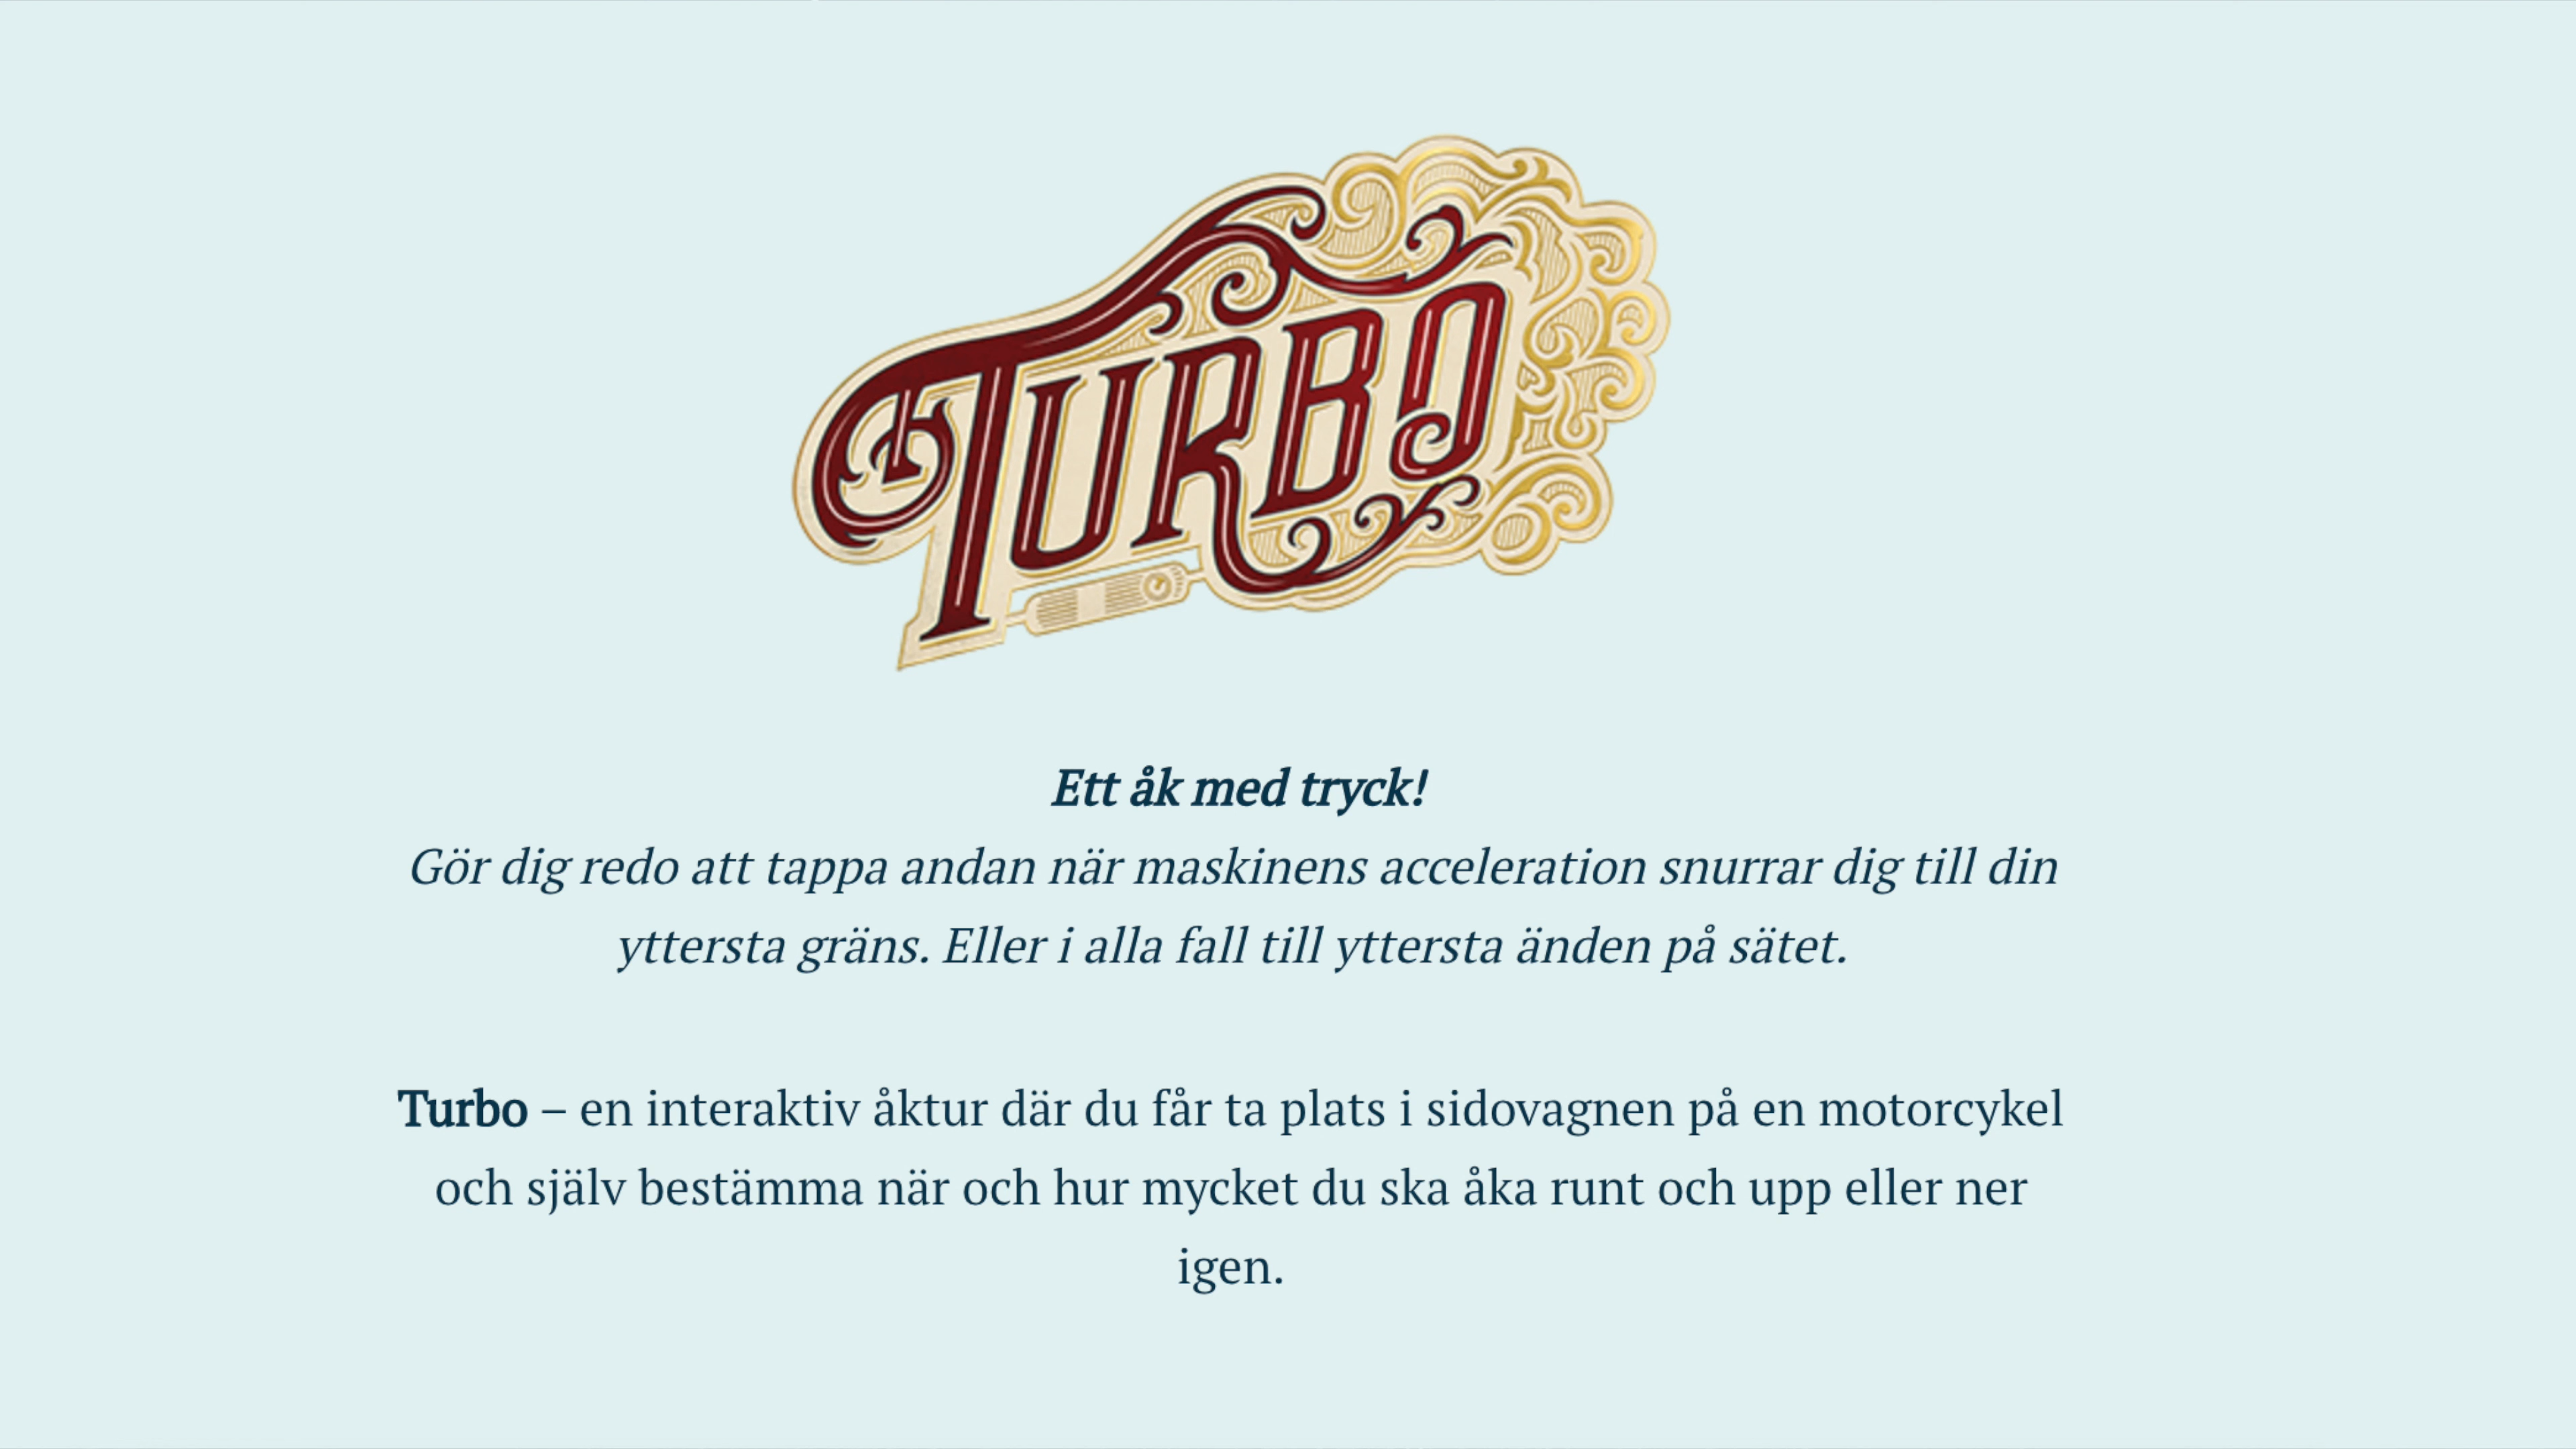 TURBO
Ett åk med tryck!
Gör dig redo att tappa andan när maskinens acceleration snurrar dig till din
yttersta gräns. Eller i alla fall till yttersta änden på sätet.
Turbo – en interaktiv åktur där du får ta plats i sidovagnen på en motorcykel
och själv bestämma när och hur mycket du ska åka runt och upp eller ner
igen.